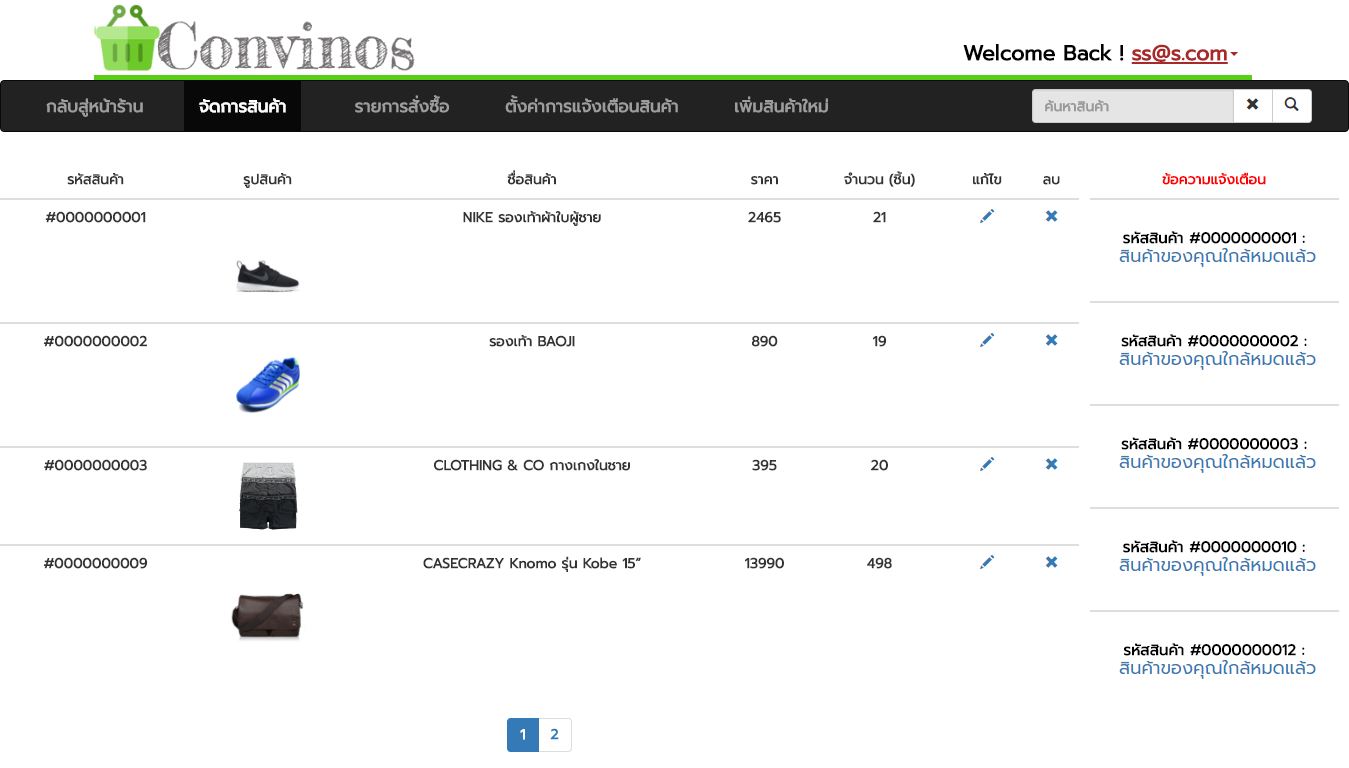 Convinos
Welcome Back ! ss@s.com
กลับสู่หน้าร้าน จัดการสินค้า รายการสั่งซื้อ ตั้งค่าการแจ้งเตือนสินค้า เพิ่มสินค้าใหม่ ค้นหาสินค้า
รหัสสินค้า รูปสินค้า ชื่อสินค้า ราคา จำนวน (ชิ้น) แก้ไข ลบ
#0000000001 NIKE รองเท้าผ้าใบผู้ชาย 2465 21
#0000000002 รองเท้า BAOJI 890 19
#0000000003 CLOTHING & CO กางเกงในชาย 395 20
#0000000009 CASECRAZY Knomo รุ่น Kobe 15” 13990 498
1 2
ข้อความแจ้งเตือน
รหัสสินค้า #0000000001 :
สินค้าของคุณใกล้หมดแล้ว
รหัสสินค้า #0000000002 :
สินค้าของคุณใกล้หมดแล้ว
รหัสสินค้า #0000000003 :
สินค้าของคุณใกล้หมดแล้ว
รหัสสินค้า #0000000010 :
สินค้าของคุณใกล้หมดแล้ว
รหัสสินค้า #0000000012 :
สินค้าของคุณใกล้หมดแล้ว